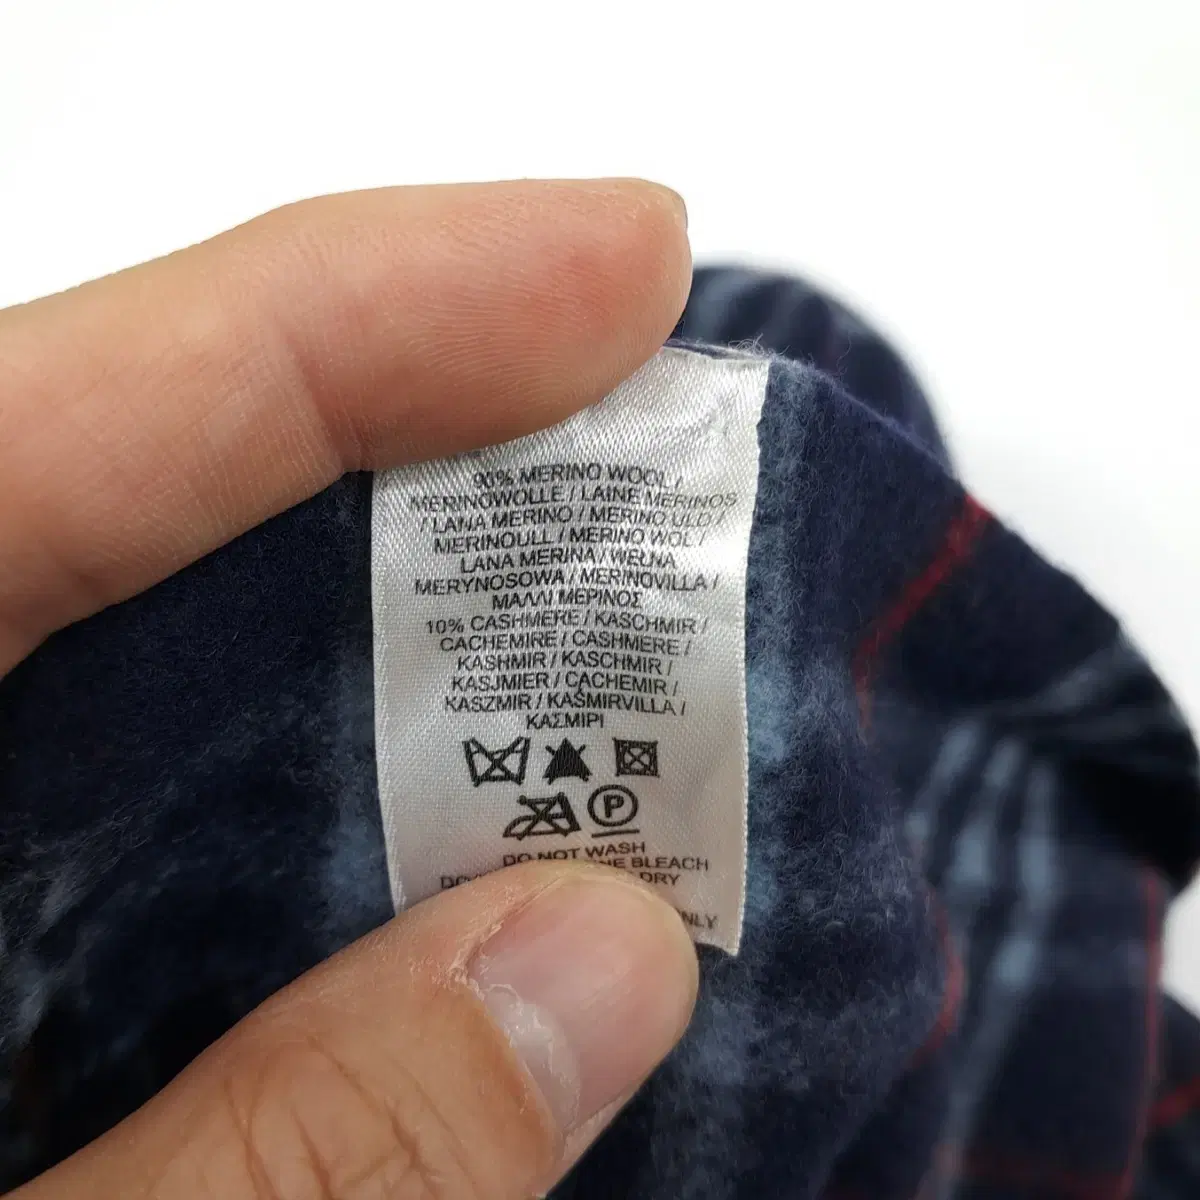 90% MERINO WOOL /
MERINOWOLLE / LAINE MERINOS
/ LANA MERINO / MERINO ULD /
MERINOULL / MERINO WOL /
LANA MERINA / WEŁNA
MERYNOSOWA / MERINOVILLA /
ΜΑΛΛΙ ΜΕΡΙΝΟΣ
10% CASHMERE / KASCHMIR /
CACHEMIRE / CASHMERE /
KASHMIR / KASCHMIR /
KASJMIER / CACHEMIR /
KASZMIR / KAŠMIRVILLA /
ΚΑΣΜΙΡΙ
P
DO NOT WASH
BLEACH
DRY
ONLY